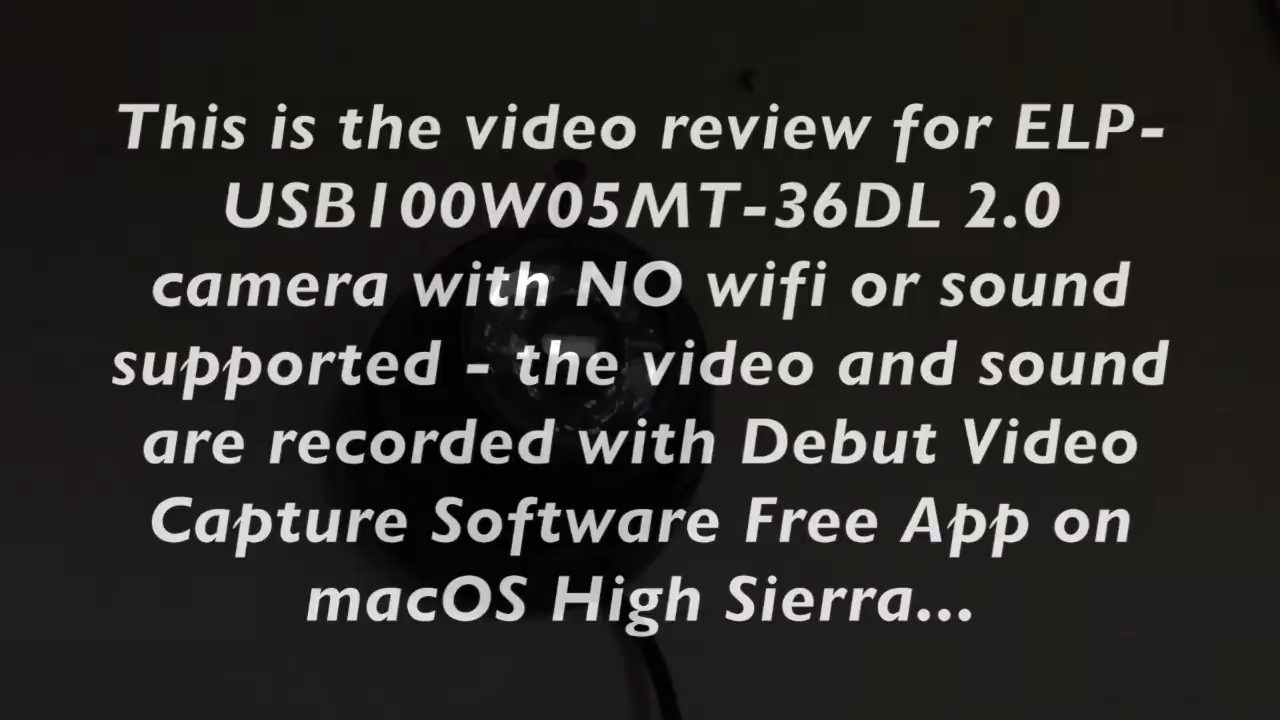 This is the video review for ELP-
USB100W05MT-36DL 2.0
camera with NO wifi or sound
supported - the video and sound
are recorded with Debut Video
Capture Software Free App on
macOS High Sierra...